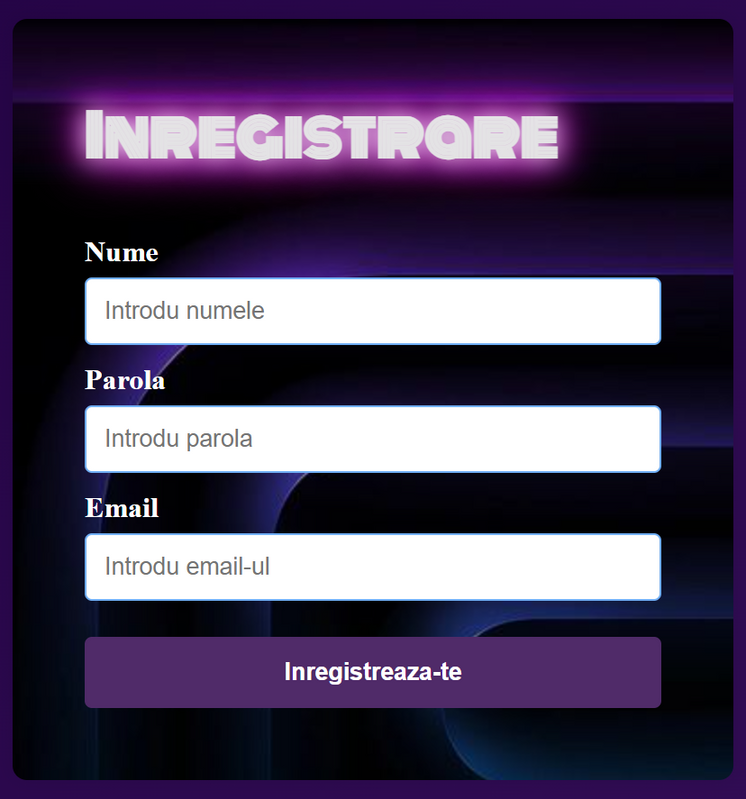 Inregistrare
Nume
Introdu numele
Parola
Introdu parola
Email
Introdu email-ul
Inregistreaza-te